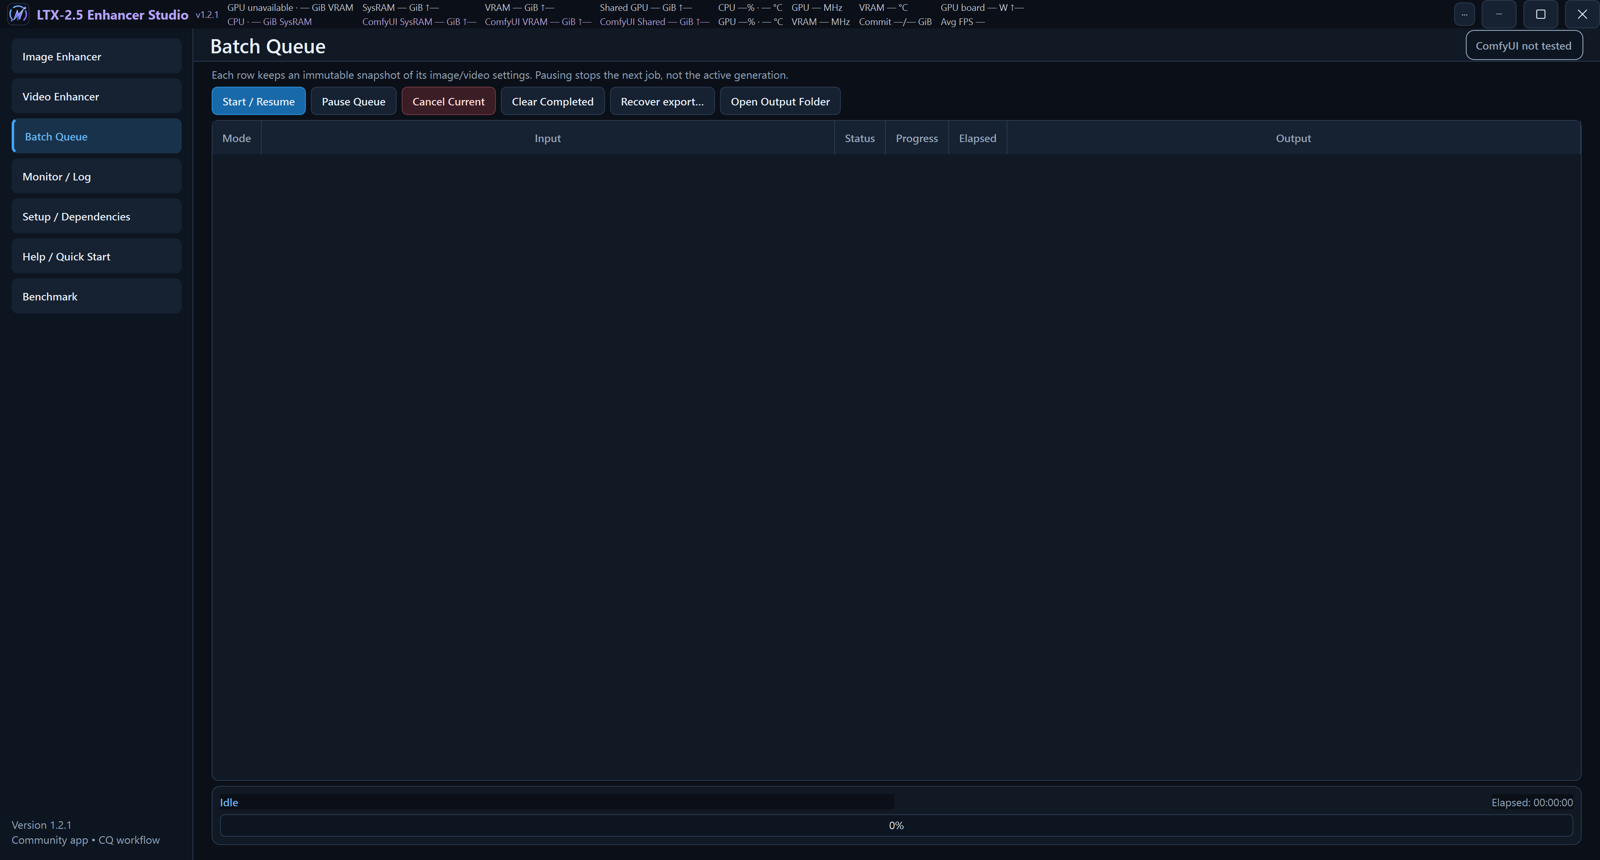 LTX-2.5 Enhancer Studio v1.2.1
GPU unavailable · — GiB VRAM SysRAM — GiB ↑— VRAM — GiB ↑— Shared GPU — GiB ↑— CPU —% · — °C GPU — MHz VRAM — °C GPU board — W ↑—
CPU · — GiB SysRAM ComfyUI SysRAM — GiB ↑— ComfyUI VRAM — GiB ↑— ComfyUI Shared — GiB ↑— GPU —% · — °C VRAM — MHz Commit —/— GiB Avg FPS —
Image Enhancer
Video Enhancer
Batch Queue
Monitor / Log
Setup / Dependencies
Help / Quick Start
Benchmark
Version 1.2.1
Community app • CQ workflow
Batch Queue
ComfyUI not tested
Each row keeps an immutable snapshot of its image/video settings. Pausing stops the next job, not the active generation.
Start / Resume Pause Queue Cancel Current Clear Completed Recover export... Open Output Folder
Mode Input Status Progress Elapsed Output
Idle Elapsed: 00:00:00
0%